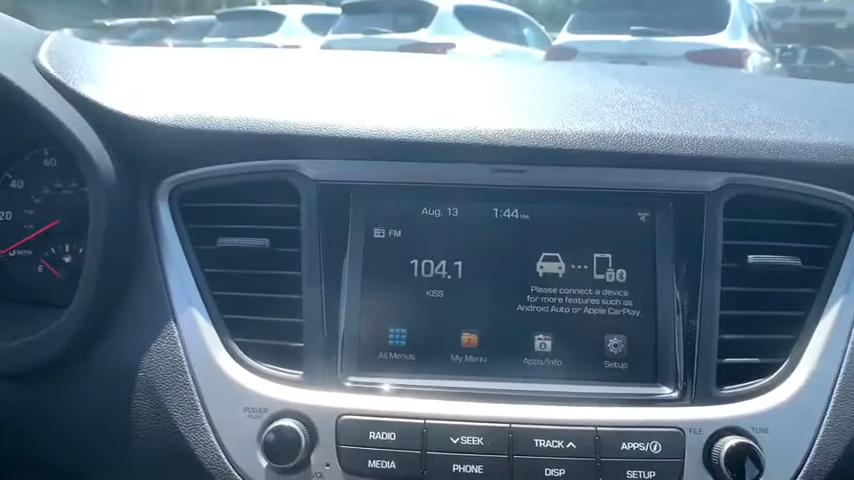 Aug. 13 1:44 PM
FM
104.1
KISS
Please connect a device
for more features such as
Android Auto or Apple CarPlay.
All Menus
My Menu
Apps/Info
Setup
POWER
PUSH
VOL
RADIO
SEEK
TRACK
APPS/
MEDIA
PHONE
DISP
SETUP
FILE
TUNE
MPH
60
40
20
E